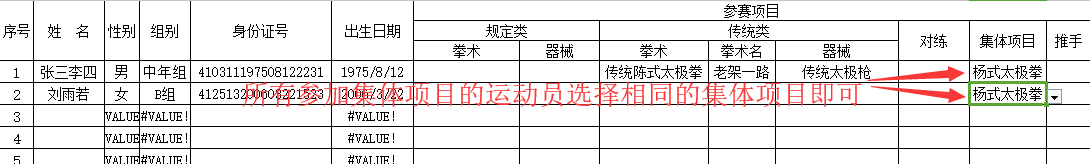 参赛项目
序号 姓 名 性别 组别 身份证号 出生日期 规定类 传统类 对练 集体项目 推手
拳术 器械 拳术 拳术名 器械
1 张三李四 男 中年组 410311197508122231 1975/8/12 传统陈式太极拳 老架一路 传统太极枪 杨式太极拳
2 刘雨若 女 B组 2006/3/22 杨式太极拳
所有参加集体项目的运动员选择相同的集体项目即可
3 #VALUE! #VALUE!
4 #VALUE! #VALUE!
5 #VALUE! #VALUE!